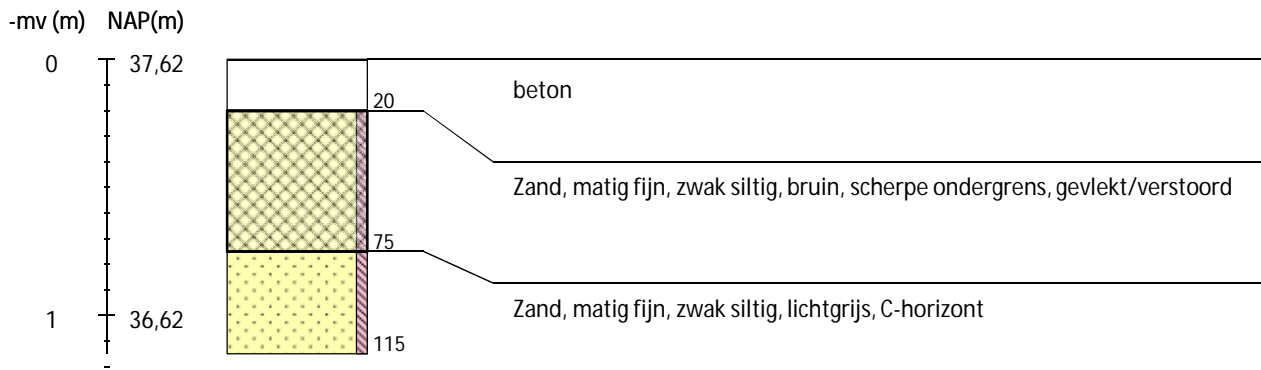 -mv (m) NAP(m)
0 37,62
beton
20
Zand, matig fijn, zwak siltig, bruin, scherpe ondergrens, gevlekt/verstoord
75
Zand, matig fijn, zwak siltig, lichtgrijs, C-horizont
1 36,62
115